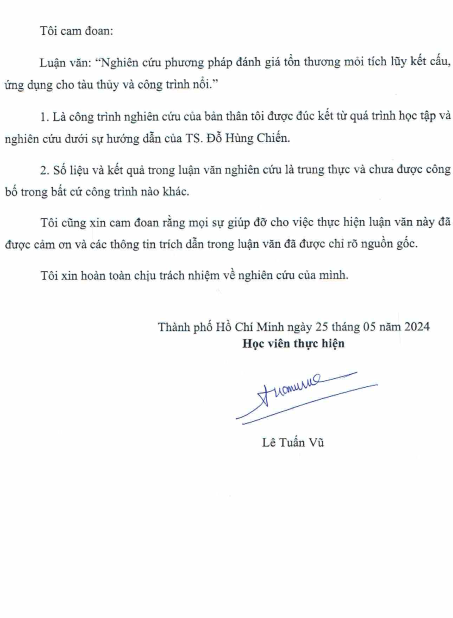 Tôi cam đoan:
Luận văn: “Nghiên cứu phương pháp đánh giá tổn thương mỏi tích lũy kết cấu,
ứng dụng cho tàu thủy và công trình nổi.”
1. Là công trình nghiên cứu của bản thân tôi được đúc kết từ quá trình học tập và
nghiên cứu dưới sự hướng dẫn của TS. Đỗ Hùng Chiến.
2. Số liệu và kết quả trong luận văn nghiên cứu là trung thực và chưa được công
bố trong bất cứ công trình nào khác.
Tôi cũng xin cam đoan rằng mọi sự giúp đỡ cho việc thực hiện luận văn này đã
được cảm ơn và các thông tin trích dẫn trong luận văn đã được chỉ rõ nguồn gốc.
Tôi xin hoàn toàn chịu trách nhiệm về nghiên cứu của mình.
Thành phố Hồ Chí Minh ngày 25 tháng 05 năm 2024
Học viên thực hiện
Lê Tuấn Vũ